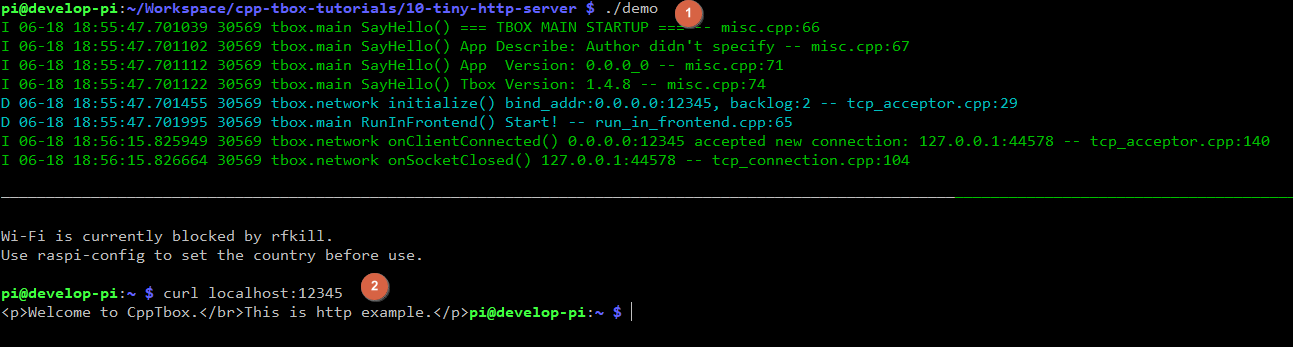 pi@develop-pi:~/Workspace/cpp-tbox-tutorials/10-tiny-http-server $ ./demo 1
I 06-18 18:55:47.701039 30569 tbox.main SayHello() === TBOX MAIN STARTUP === -- misc.cpp:66
I 06-18 18:55:47.701102 30569 tbox.main SayHello() App Describe: Author didn't specify -- misc.cpp:67
I 06-18 18:55:47.701112 30569 tbox.main SayHello() App  Version: 0.0.0_0 -- misc.cpp:71
I 06-18 18:55:47.701122 30569 tbox.main SayHello() Tbox Version: 1.4.8 -- misc.cpp:74
D 06-18 18:55:47.701455 30569 tbox.network initialize() bind_addr:0.0.0.0:12345, backlog:2 -- tcp_acceptor.cpp:29
D 06-18 18:55:47.701995 30569 tbox.main RunInFrontend() Start! -- run_in_frontend.cpp:65
I 06-18 18:56:15.825949 30569 tbox.network onClientConnected() 0.0.0.0:12345 accepted new connection: 127.0.0.1:44578 -- tcp_acceptor.cpp:140
I 06-18 18:56:15.826664 30569 tbox.network onSocketClosed() 127.0.0.1:44578 -- tcp_connection.cpp:104
Wi-Fi is currently blocked by rfkill.
Use raspi-config to set the country before use.
pi@develop-pi:~ $ curl localhost:12345 2
<p>Welcome to CppTbox.</br>This is http example.</p>pi@develop-pi:~ $